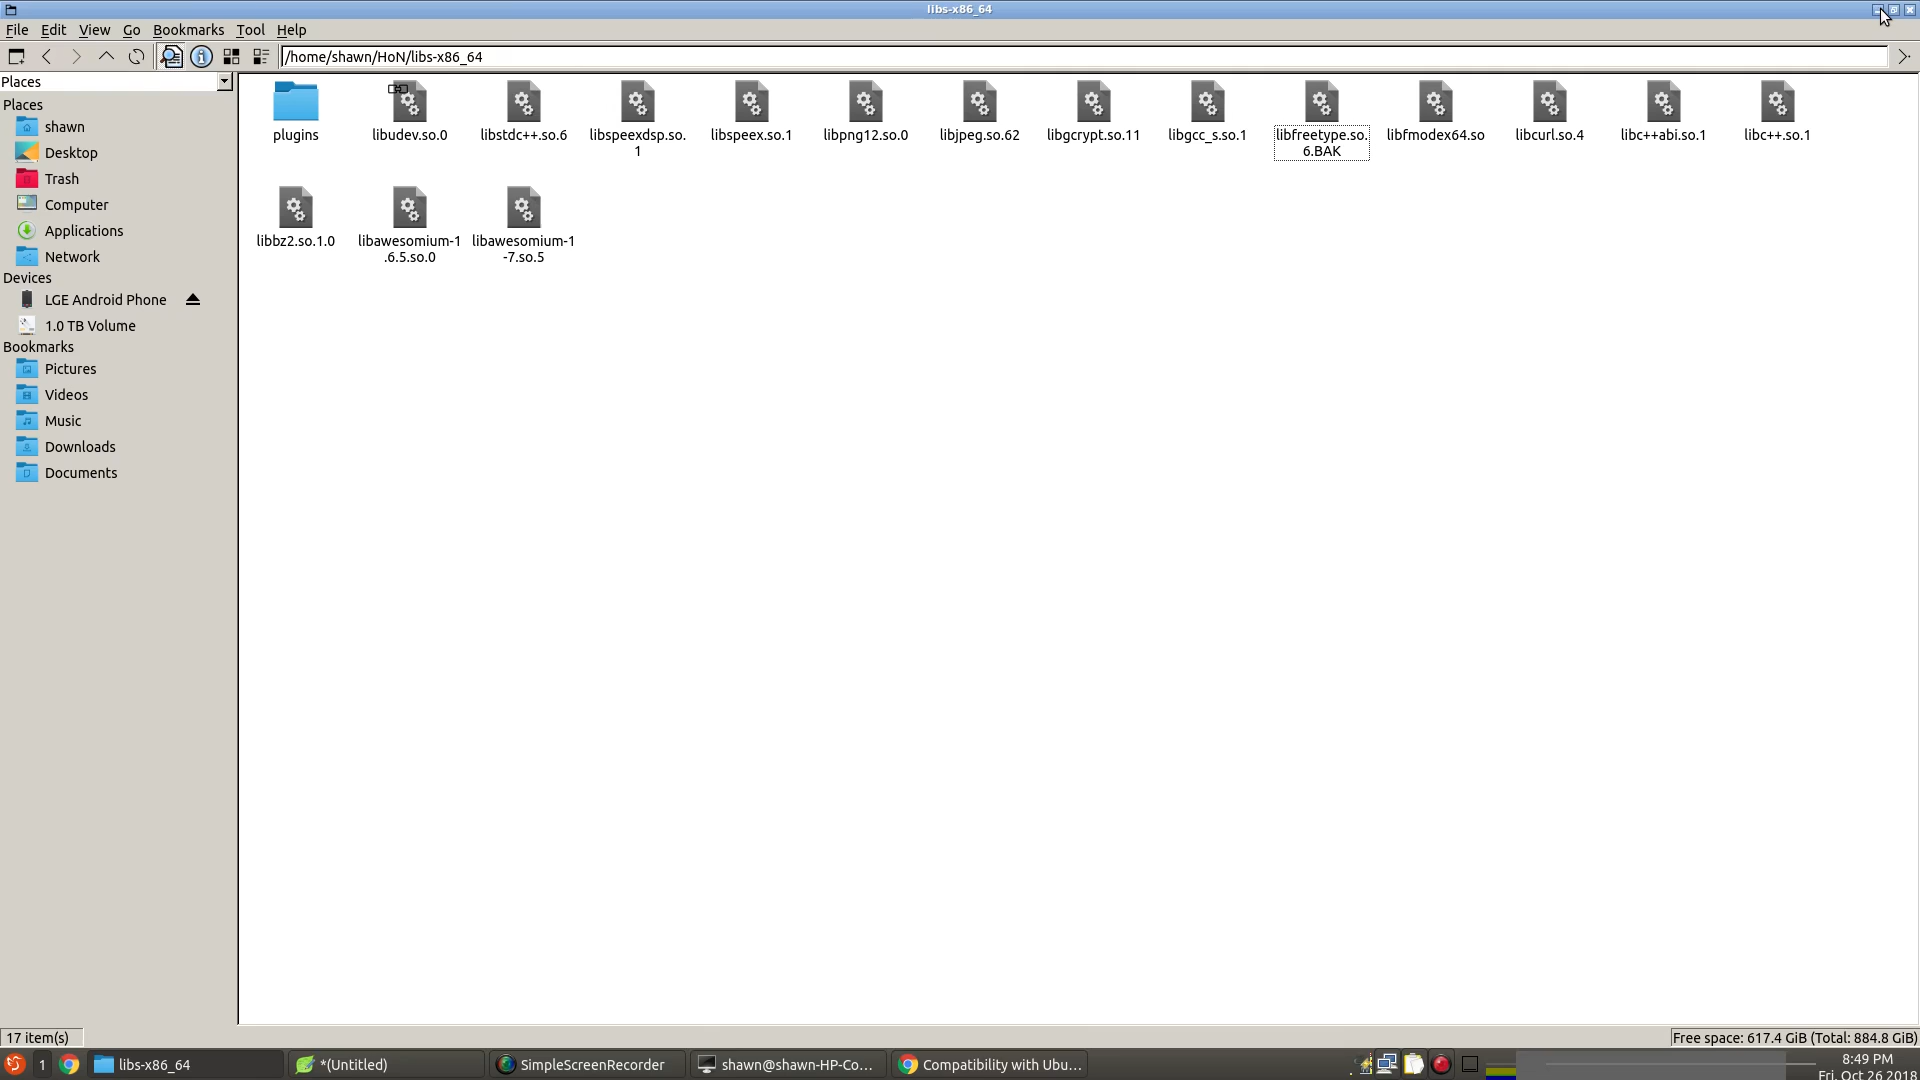 libs-x86_64
File Edit View Go Bookmarks Tool Help
/home/shawn/HoN/libs-x86_64
Places
Places
shawn
Desktop
Trash
Computer
Applications
Network
Devices
LGE Android Phone
1.0 TB Volume
Bookmarks
Pictures
Videos
Music
Downloads
Documents
plugins libudev.so.0 libstdc++.so.6 libspeexdsp.so. libspeex.so.1 libpng12.so.0 libjpeg.so.62 libgcrypt.so.11 libgcc_s.so.1 libfreetype.so. libfmodex64.so libcurl.so.4 libc++abi.so.1 libc++.so.1
1 6.BAK
libbz2.so.1.0 libawesomium-1 libawesomium-1
.6.5.so.0 -7.so.5
17 item(s)
Free space: 617.4 GiB (Total: 884.8 GiB)
1 libs-x86_64 *(Untitled) SimpleScreenRecorder shawn@shawn-HP-Co... Compatibility with Ubu... 8:49 PM
Fri, Oct 26 2018